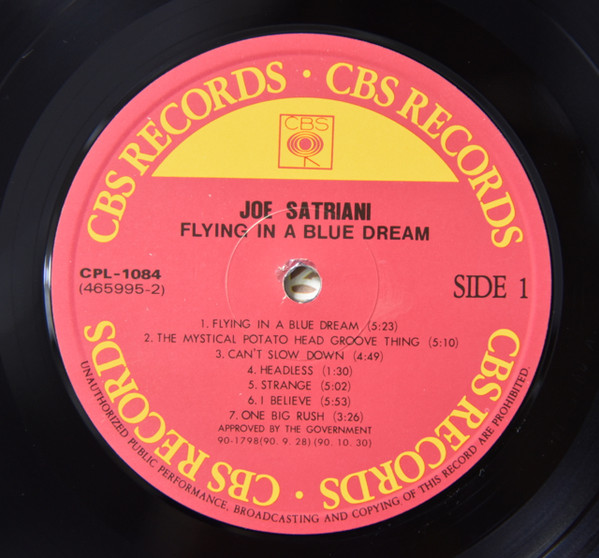 CBS RECORDS · CBS RECORDS
CBS
JOE SATRIANI
FLYING IN A BLUE DREAM
CPL-1084
(465995-2)
SIDE 1
1. FLYING IN A BLUE DREAM (5:23)
2. THE MYSTICAL POTATO HEAD GROOVE THING (5:10)
3. CAN'T SLOW DOWN (4:49)
4. HEADLESS (1:30)
5. STRANGE (5:02)
6. I BELIEVE (5:53)
7. ONE BIG RUSH (3:26)
APPROVED BY THE GOVERNMENT
90-1798(90. 9. 28) (90. 10. 30)
CBS RECORDS · CBS RECORDS
UNAUTHORIZED PUBLIC PERFORMANCE, BROADCASTING AND COPYING OF THIS RECORD ARE PROHIBITED.